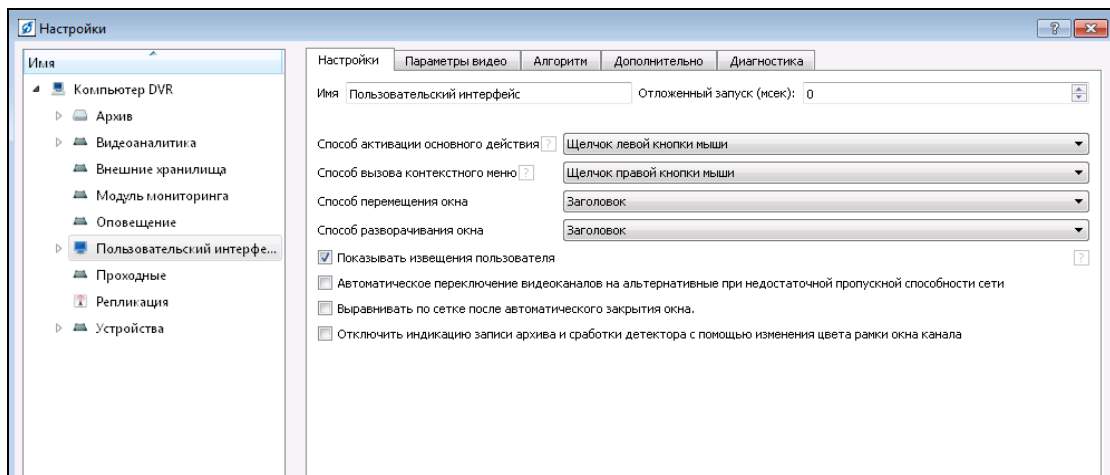 Настройки
Имя
Компьютер DVR
Архив
Видеоаналитика
Внешние хранилища
Модуль мониторинга
Оповещение
Пользовательский интерфе...
Проходные
Репликация
Устройства
Настройки Параметры видео Алгоритм Дополнительно Диагностика
Имя Пользовательский интерфейс Отложенный запуск (мсек): 0
Способ активации основного действия ? Щелчок левой кнопки мыши
Способ вызова контекстного меню ? Щелчок правой кнопки мыши
Способ перемещения окна Заголовок
Способ разворачивания окна Заголовок
Показывать извещения пользователя ?
Автоматическое переключение видеоканалов на альтернативные при недостаточной пропускной способности сети
Выравнивать по сетке после автоматического закрытия окна.
Отключить индикацию записи архива и сработки детектора с помощью изменения цвета рамки окна канала